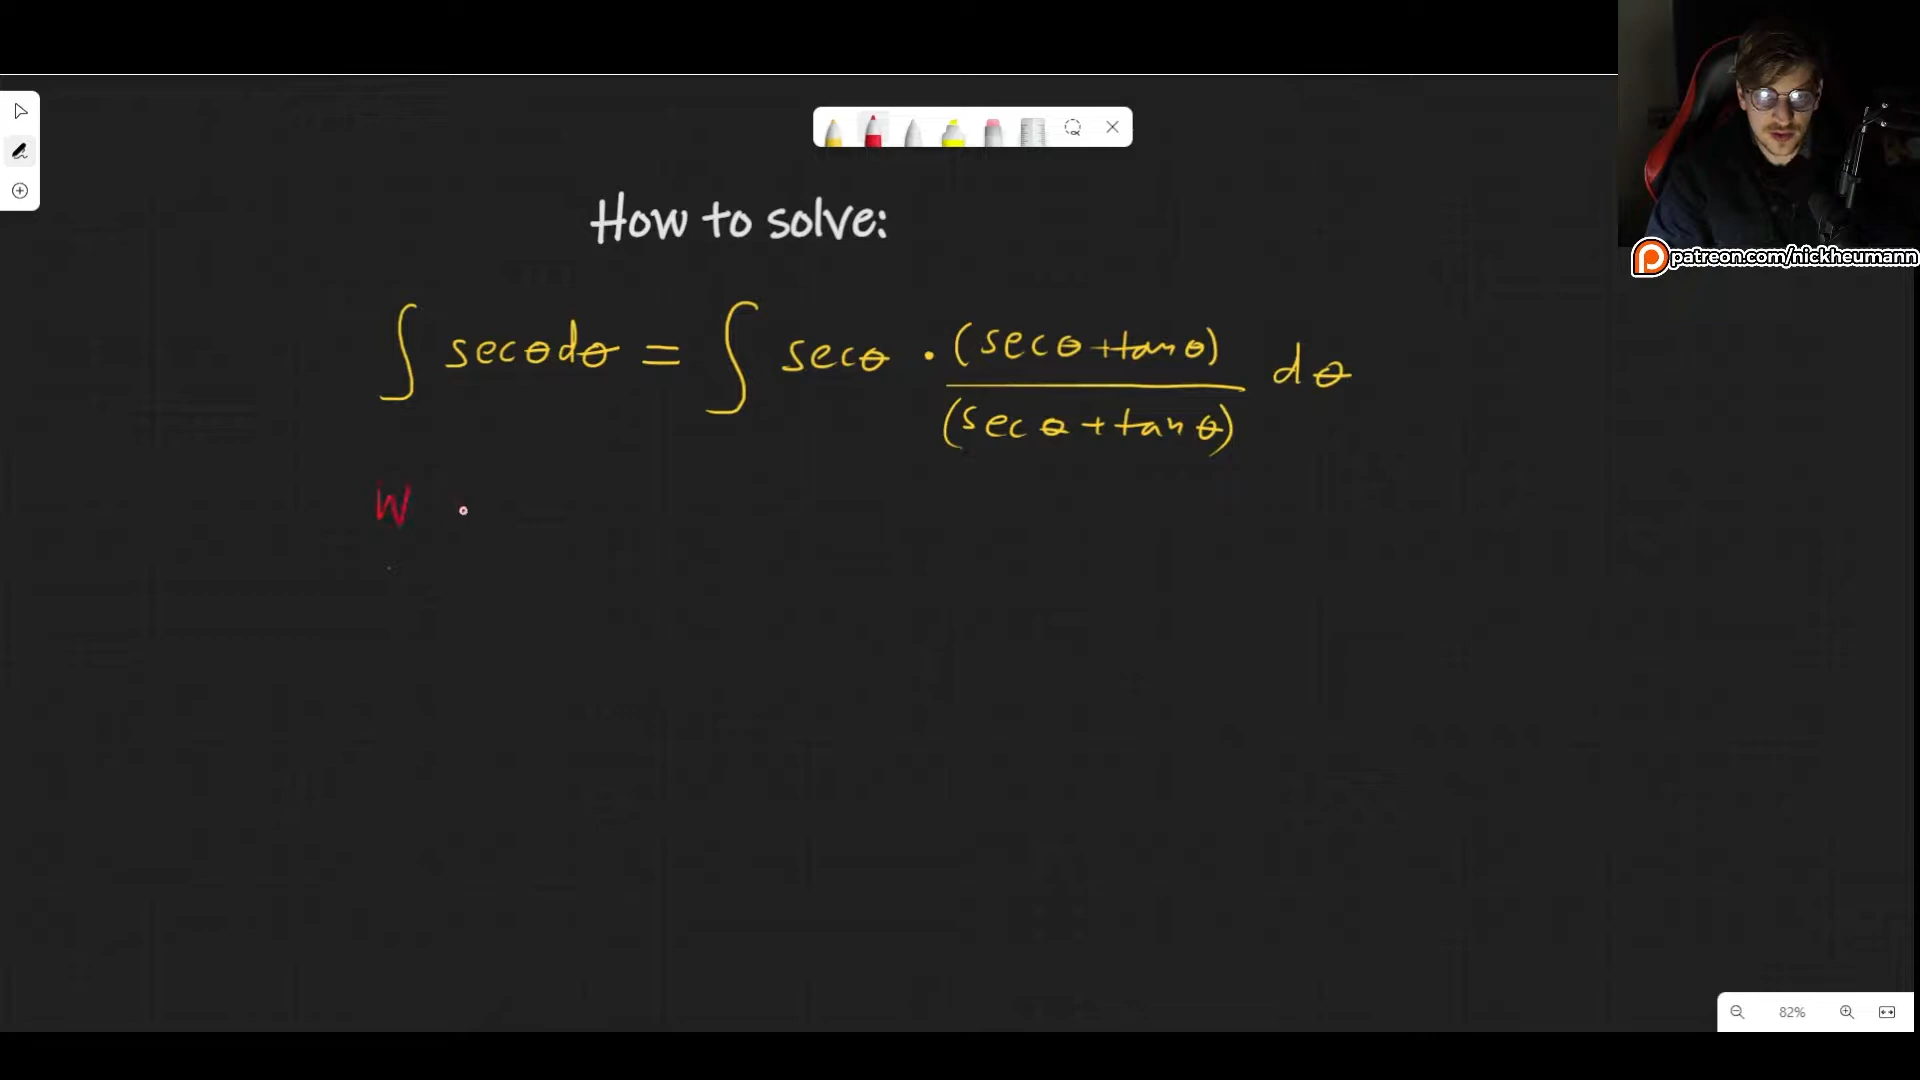 patreon.com/nickheumann
How to solve:
∫ secθdθ = ∫ secθ · (secθ+tanθ) / (secθ+tanθ) dθ
W
82%